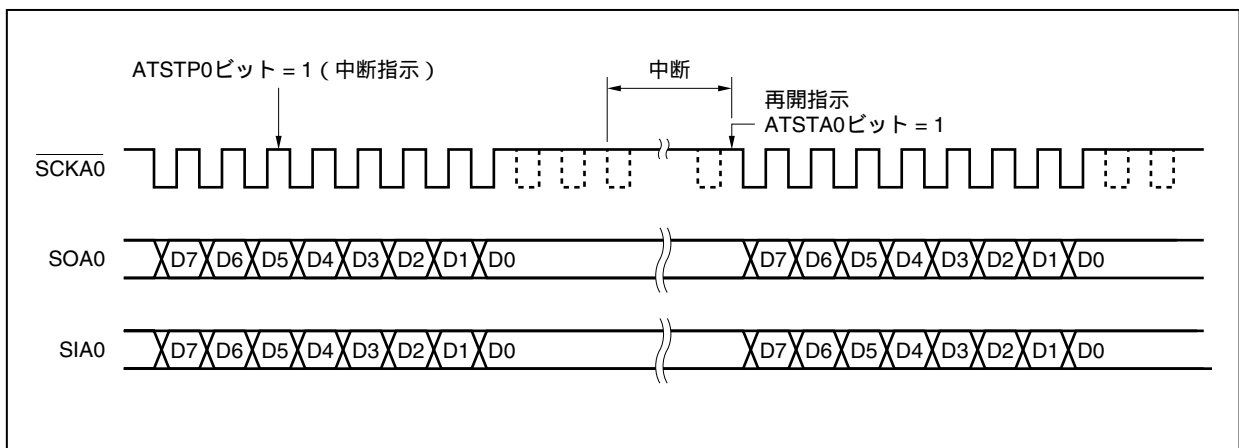 ATSTP0ビット = 1 ( 中断指示 )
中断
再開指示
ATSTA0ビット = 1
SCKA0
SOA0 D7 D6 D5 D4 D3 D2 D1 D0 D7 D6 D5 D4 D3 D2 D1 D0
SIA0 D7 D6 D5 D4 D3 D2 D1 D0 D7 D6 D5 D4 D3 D2 D1 D0